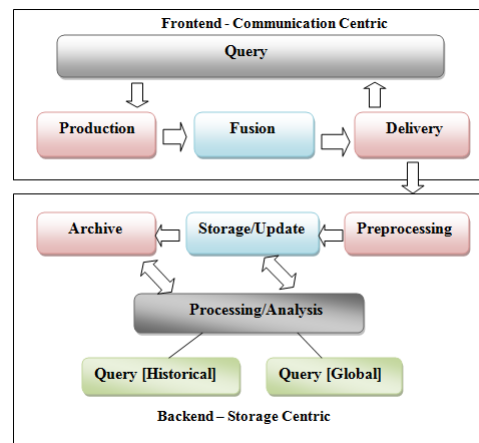 Frontend - Communication Centric
Query
Production
Fusion
Delivery
Archive
Storage/Update
Preprocessing
Processing/Analysis
Query [Historical]
Query [Global]
Backend – Storage Centric